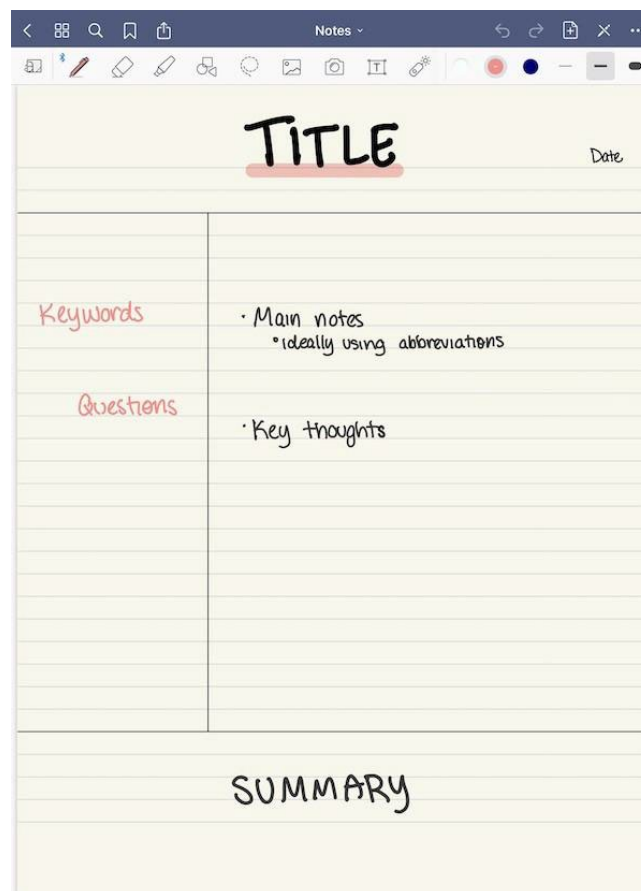 Notes
TITLE
Date
Keywords
· Main notes
°ideally using abbreviations
Questions
· Key thoughts
SUMMARY